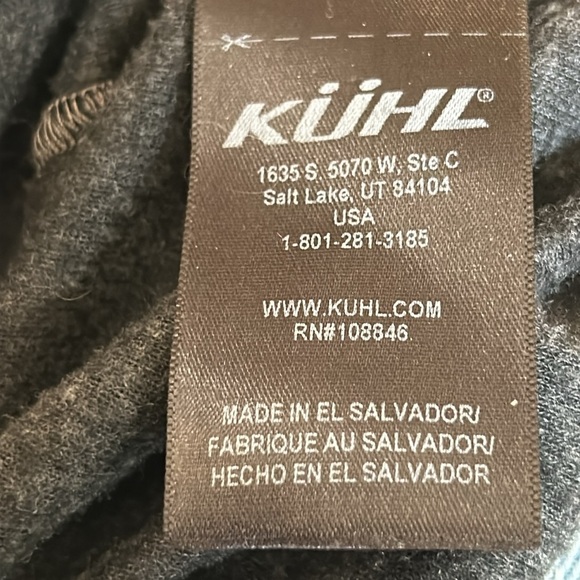 KÜHL®
1635 S. 5070 W, Ste C
Salt Lake, UT 84104
USA
1-801-281-3185
WWW.KUHL.COM
RN#108846
MADE IN EL SALVADOR/
FABRIQUE AU SALVADOR/
HECHO EN EL SALVADOR